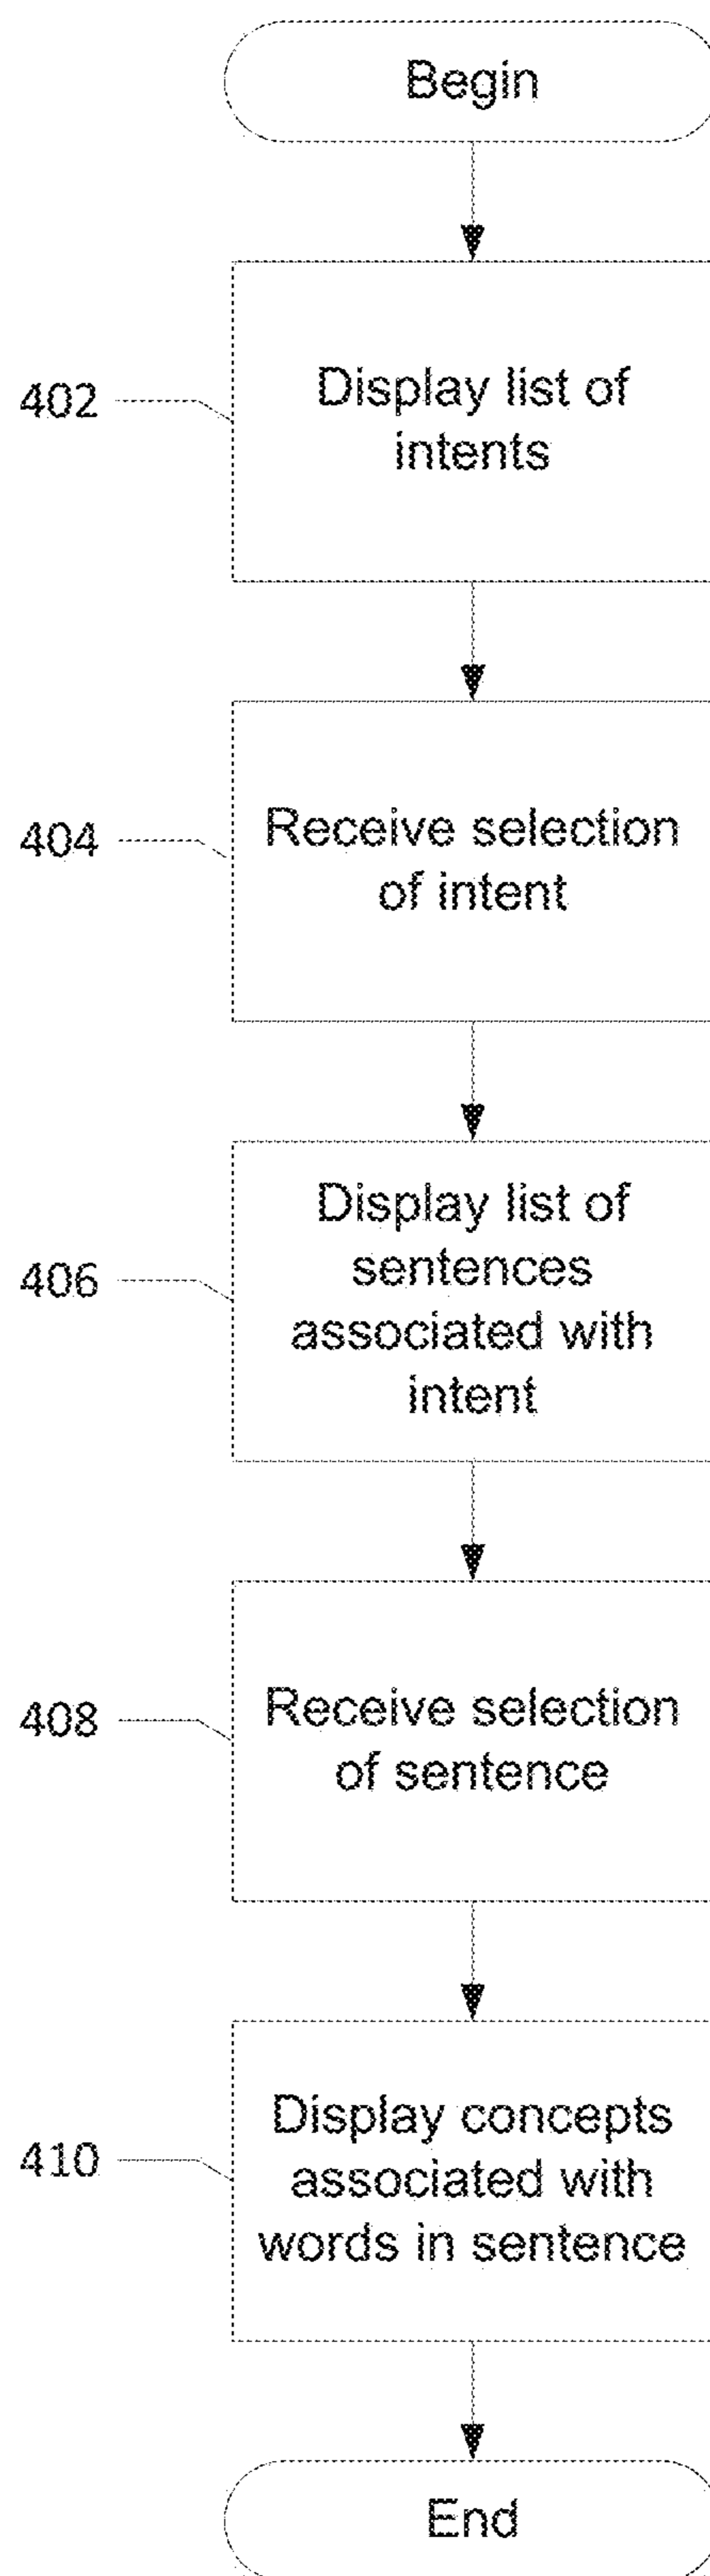 Begin
402
Display list of
intents
404
Receive selection
of intent
406
Display list of
sentences
associated with
intent
408
Receive selection
of sentence
410
Display concepts
associated with
words in sentence
End